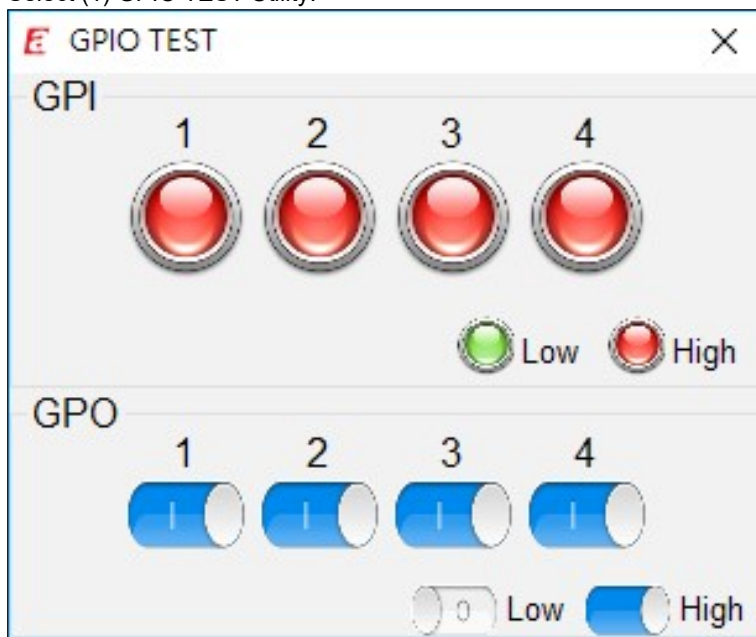 GPIO TEST
GPI
1 2 3 4
Low High
GPO
1 2 3 4
I I I I
0 Low High